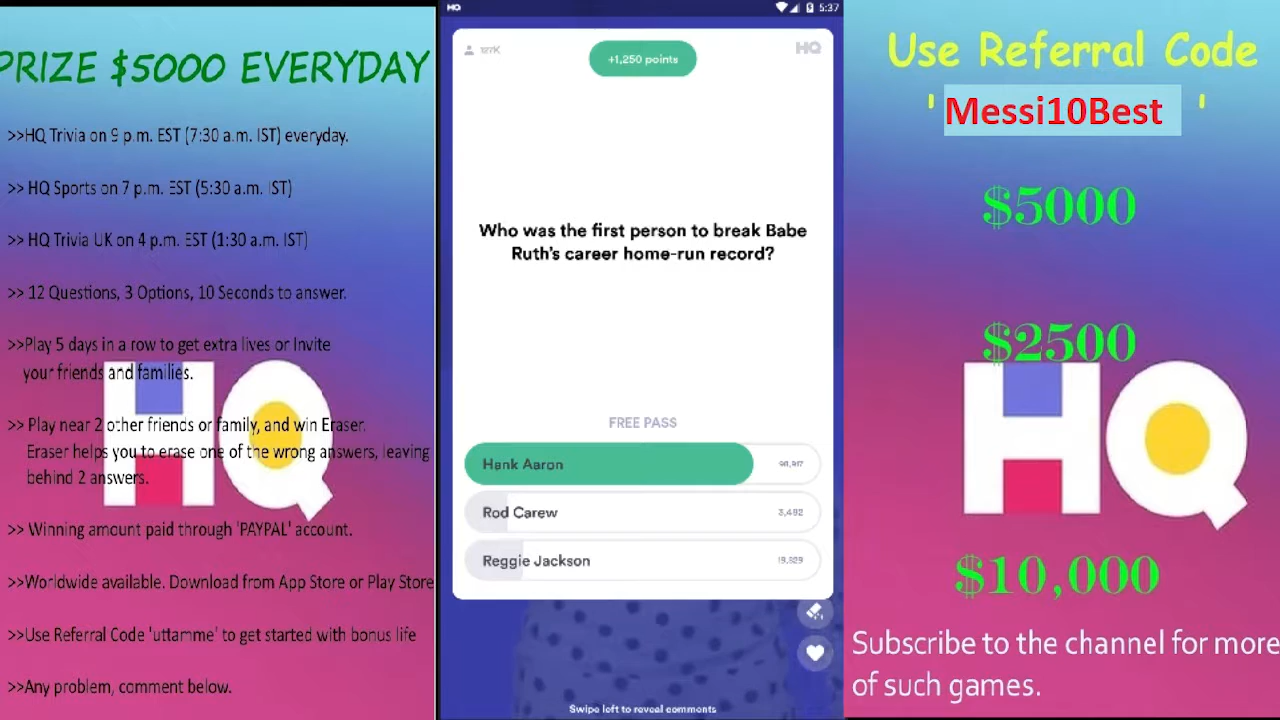 PRIZE $5000 EVERYDAY
>>HQ Trivia on 9 p.m. EST (7:30 a.m. IST) everyday.
>> HQ Sports on 7 p.m. EST (5:30 a.m. IST)
>> HQ Trivia UK on 4 p.m. EST (1:30 a.m. IST)
>> 12 Questions, 3 Options, 10 Seconds to answer.
>>Play 5 days in a row to get extra lives or Invite
your friends and families.
>> Play near 2 other friends or family, and win Eraser.
Eraser helps you to erase one of the wrong answers, leaving
behind 2 answers.
>> Winning amount paid through 'PAYPAL' account.
>>Worldwide available. Download from App Store or Play Store
>>Use Referral Code 'uttamme' to get started with bonus life
>>Any problem, comment below.
HQ
HQ
5:37
+1,250 points
HQ
Who was the first person to break Babe
Ruth's career home-run record?
FREE PASS
Hank Aaron
Rod Carew
3,492
Reggie Jackson
Swipe left to reveal comments
Use Referral Code
' Messi10Best '
$5000
$2500
HQ
$10,000
Subscribe to the channel for more
of such games.